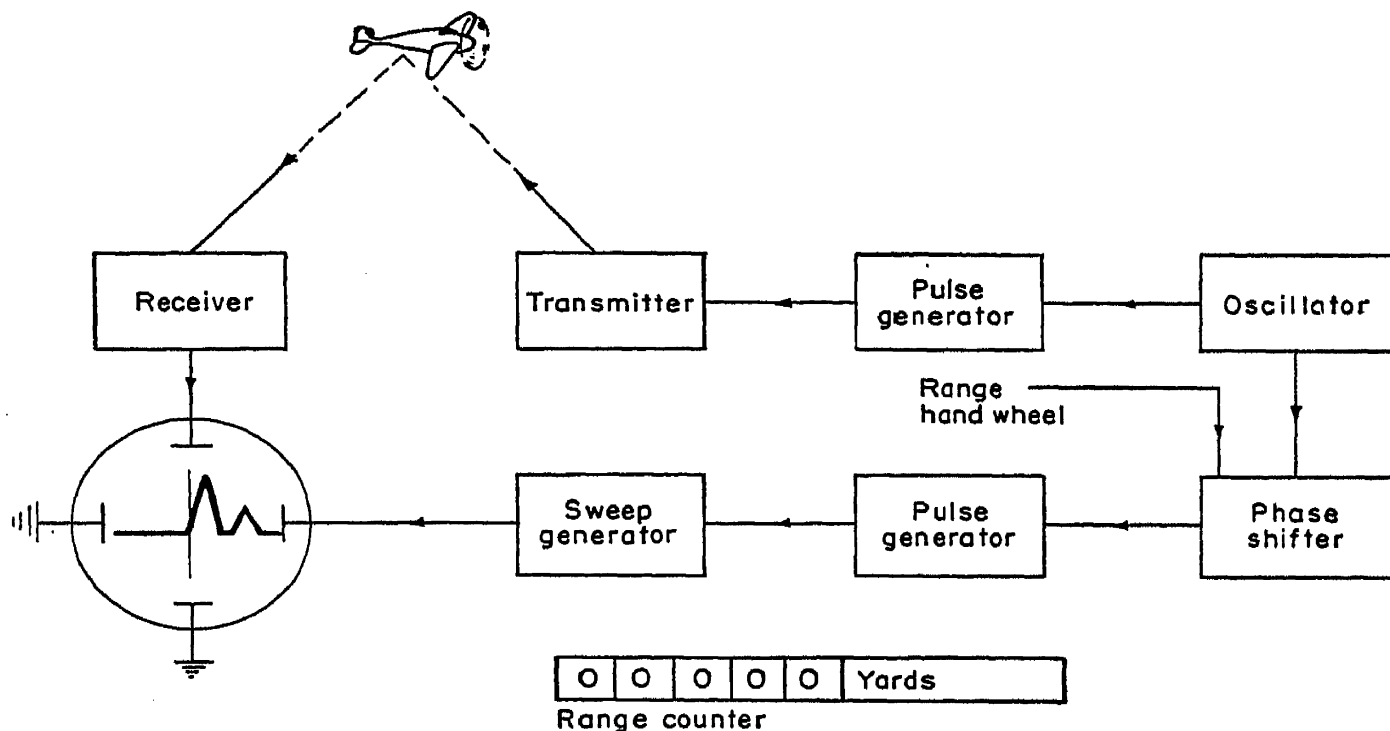 Receiver
Transmitter
Pulse
generator
Oscillator
Range
hand wheel
Sweep
generator
Pulse
generator
Phase
shifter
0 0 0 0 0 Yards
Range counter